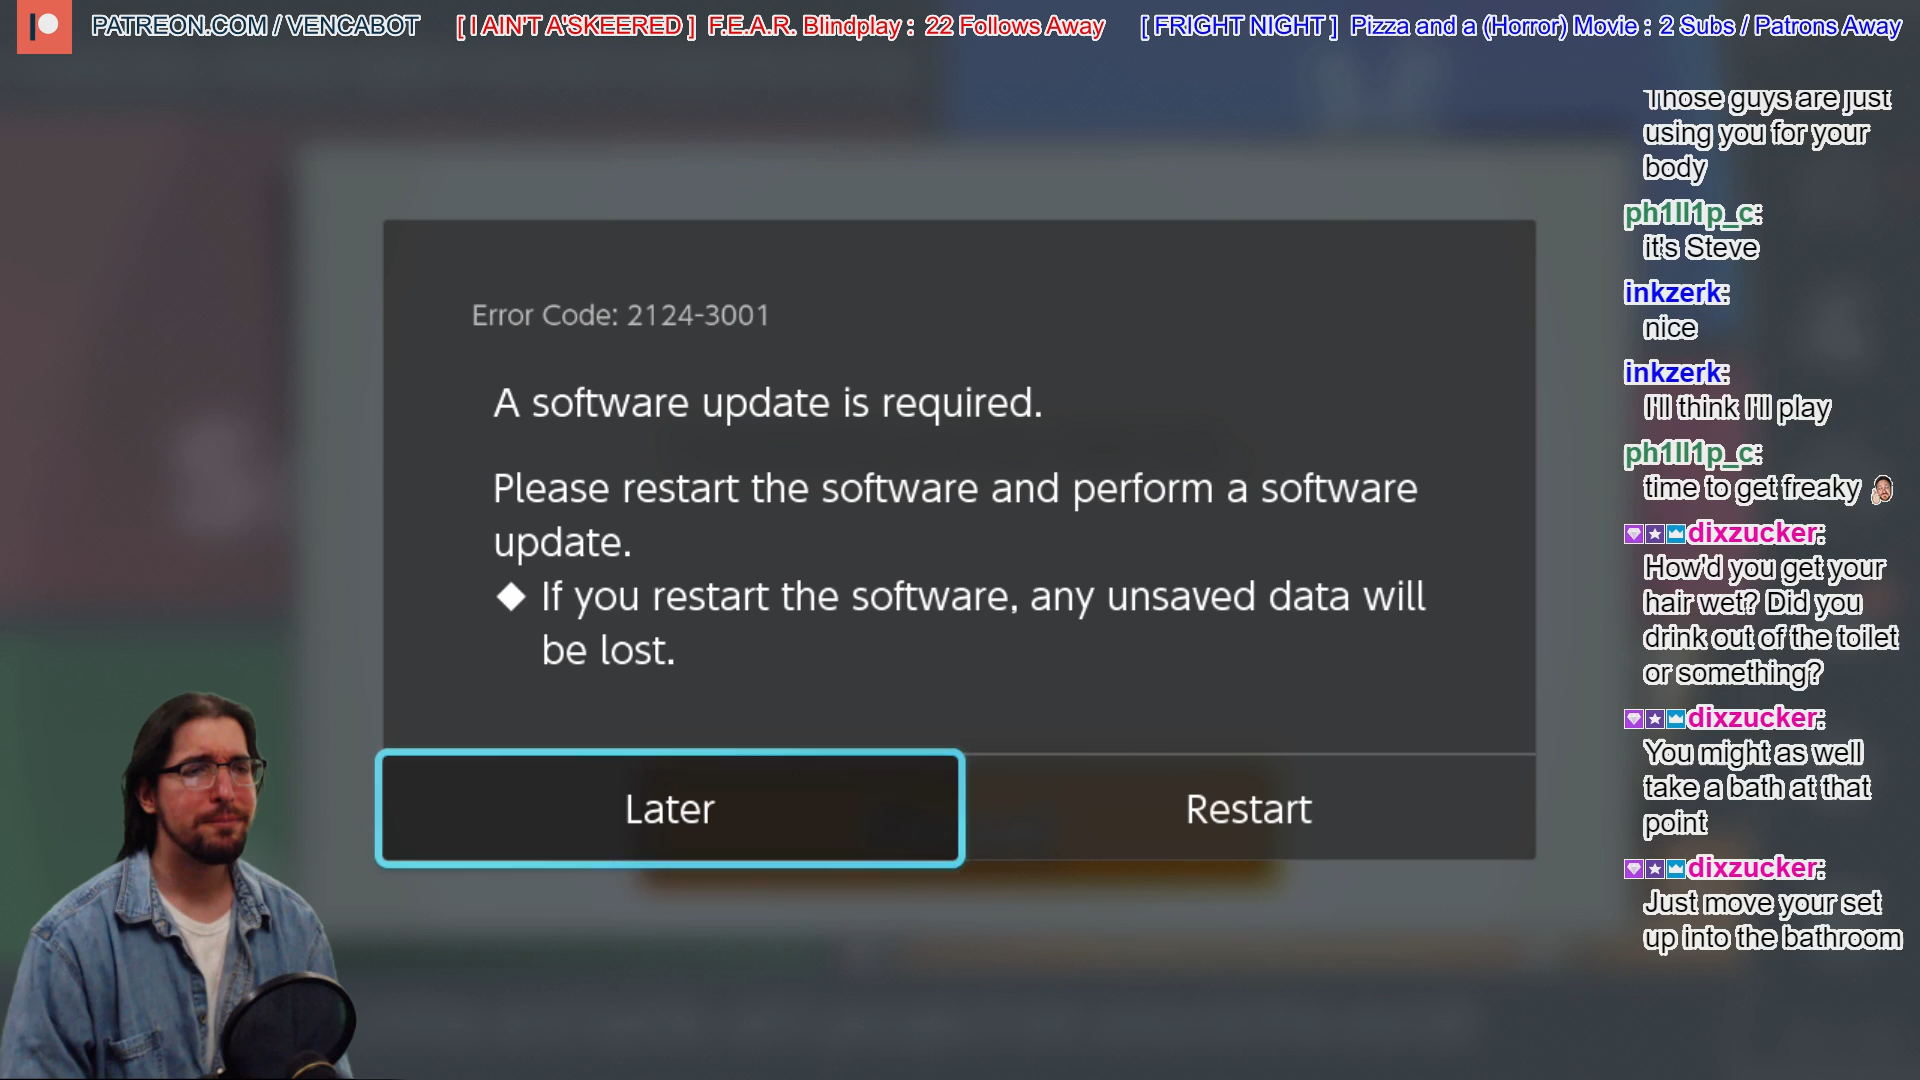 PATREON.COM / VENCABOT
[ I AIN'T A'SKEERED ] F.E.A.R. Blindplay : 22 Follows Away
[ FRIGHT NIGHT ] Pizza and a (Horror) Movie : 2 Subs / Patrons Away
Error Code: 2124-3001
A software update is required.
Please restart the software and perform a software
update.
◆ If you restart the software, any unsaved data will
be lost.
Later
Restart
Those guys are just
using you for your
body
ph1ll1p_c:
it's Steve
inkzerk:
nice
inkzerk:
I'll think I'll play
ph1ll1p_c:
time to get freaky
dixzucker:
How'd you get your
hair wet? Did you
drink out of the toilet
or something?
dixzucker:
You might as well
take a bath at that
point
dixzucker:
Just move your set
up into the bathroom